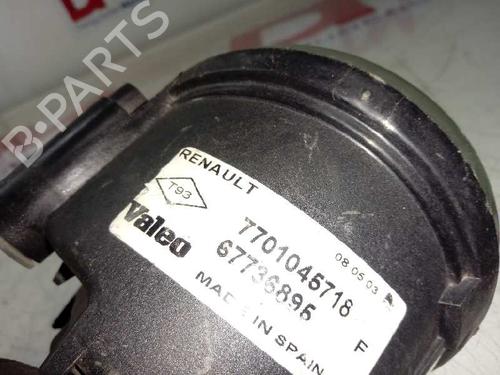 RENAULT
T93
Valeo
7701045718
67736895
08.05.03 A
F
MADE IN SPAIN
B-PARTS